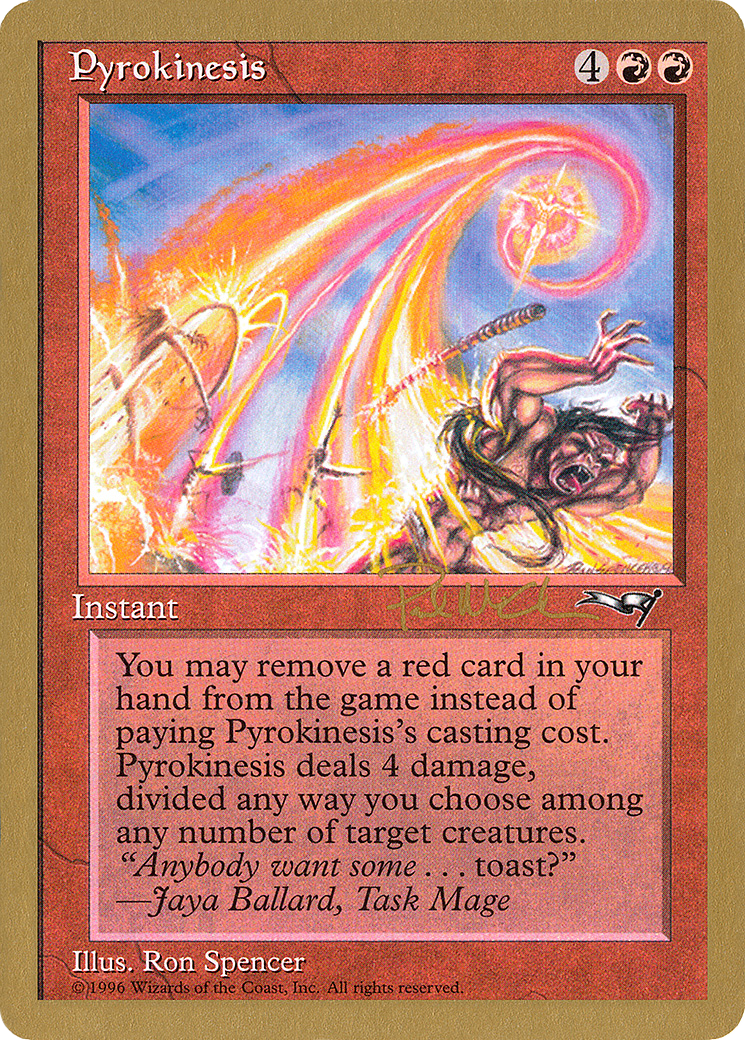 Pyrokinesis 4
Instant
You may remove a red card in your
hand from the game instead of
paying Pyrokinesis's casting cost.
Pyrokinesis deals 4 damage,
divided any way you choose among
any number of target creatures.
"Anybody want some . . . toast?"
—Jaya Ballard, Task Mage
Illus. Ron Spencer
© 1996 Wizards of the Coast, Inc. All rights reserved.